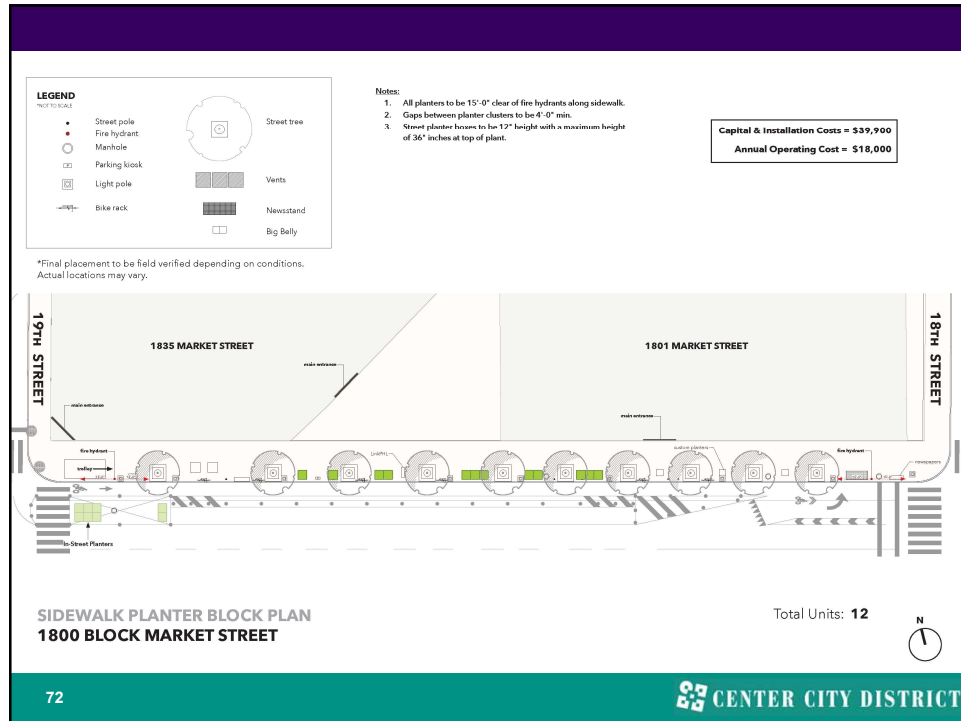 LEGEND
*NOT TO SCALE
Street pole
Fire hydrant
Manhole
Parking kiosk
Light pole
Bike rack
Street tree
Vents
Newsstand
Big Belly
Notes:
1. All planters to be 15'-0" clear of fire hydrants along sidewalk.
2. Gaps between planter clusters to be 4'-0" min.
3. Street planter boxes to be 12" height with a maximum height
of 36" inches at top of plant.
Capital & Installation Costs = $39,900
Annual Operating Cost = $18,000
*Final placement to be field verified depending on conditions.
Actual locations may vary.
19TH STREET
1835 MARKET STREET
main entrance
main entrance
1801 MARKET STREET
main entrance
18TH STREET
fire hydrant
trolley
LinkPHL
custom planters
fire hydrant
newspapers
In-Street Planters
SIDEWALK PLANTER BLOCK PLAN
1800 BLOCK MARKET STREET
Total Units: 12
N
72
CENTER CITY DISTRICT